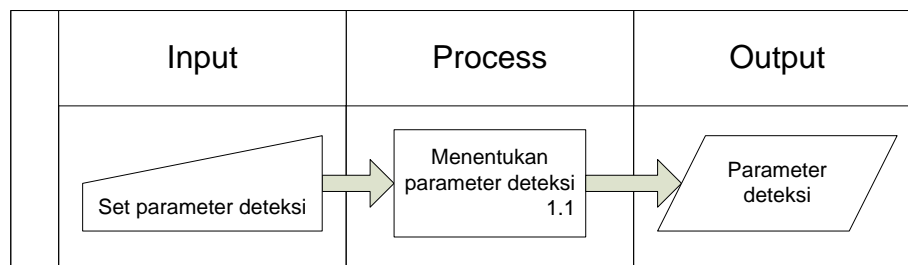 Input
Process
Output
Set parameter deteksi
Menentukan
parameter deteksi
1.1
Parameter
deteksi